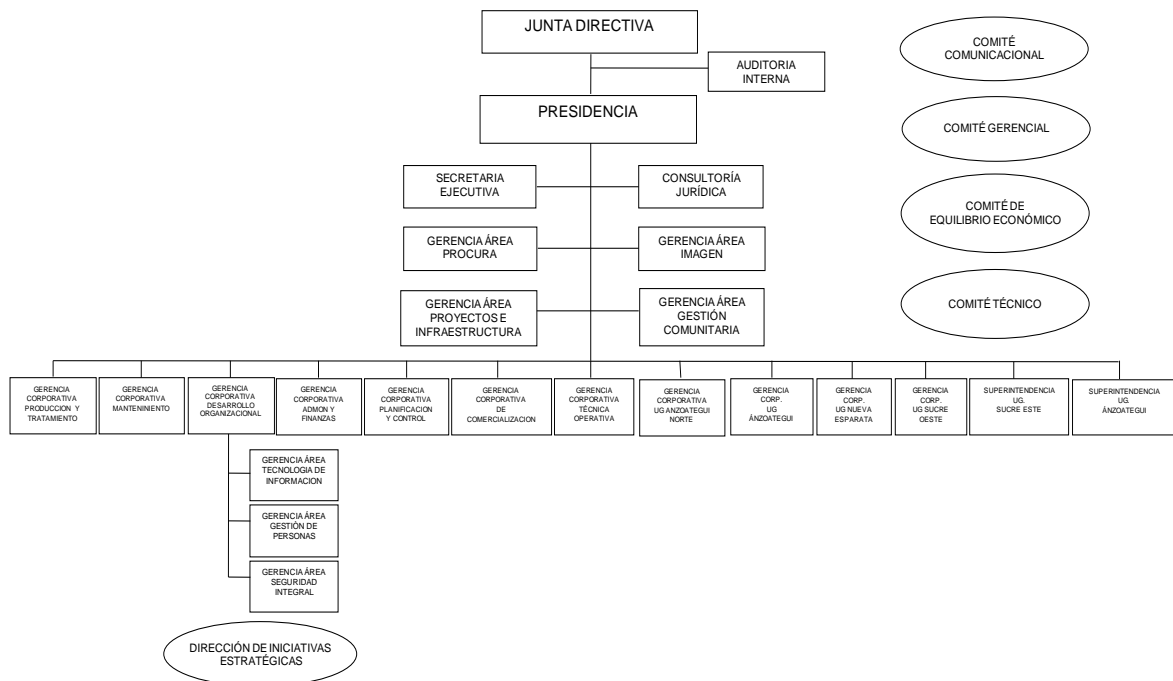 JUNTA DIRECTIVA
AUDITORIA
INTERNA
PRESIDENCIA
SECRETARIA
EJECUTIVA
CONSULTORÍA
JURÍDICA
GERENCIA ÁREA
PROCURA
GERENCIA ÁREA
IMAGEN
GERENCIA ÁREA
PROYECTOS E
INFRAESTRUCTURA
GERENCIA ÁREA
GESTIÓN
COMUNITARIA
COMITÉ
COMUNICACIONAL
COMITÉ GERENCIAL
COMITÉ DE
EQUILIBRIO ECONÓMICO
COMITÉ TÉCNICO
GERENCIA
CORPORATIVA
PRODUCCION Y
TRATAMIENTO
GERENCIA
CORPORATIVA
MANTENINIENTO
GERENCIA
CORPORATIVA
DESARROLLO
ORGANIZACIONAL
GERENCIA
CORPORATIVA
ADMON Y
FINANZAS
GERENCIA
CORPORATIVA
PLANIFICACION
Y CONTROL
GERENCIA
CORPORATIVA
DE
COMERCIALIZACION
GERENCIA
CORPORATIVA
TÉCNICA
OPERATIVA
GERENCIA
CORPORATIVA
UG ANZOATEGUI
NORTE
GERENCIA
CORP.
UG
ÁNZOATEGUI
GERENCIA
CORP.
UG NUEVA
ESPARATA
GERENCIA
CORP.
UG SUCRE
OESTE
SUPERINTENDENCIA
UG.
SUCRE ESTE
SUPERINTENDENCIA
UG.
ÁNZOATEGUI
GERENCIA ÁREA
TECNOLOGIA DE
INFORMACION
GERENCIA ÁREA
GESTIÓN DE
PERSONAS
GERENCIA ÁREA
SEGURIDAD
INTEGRAL
DIRECCIÓN DE INICIATIVAS
ESTRATÉGICAS